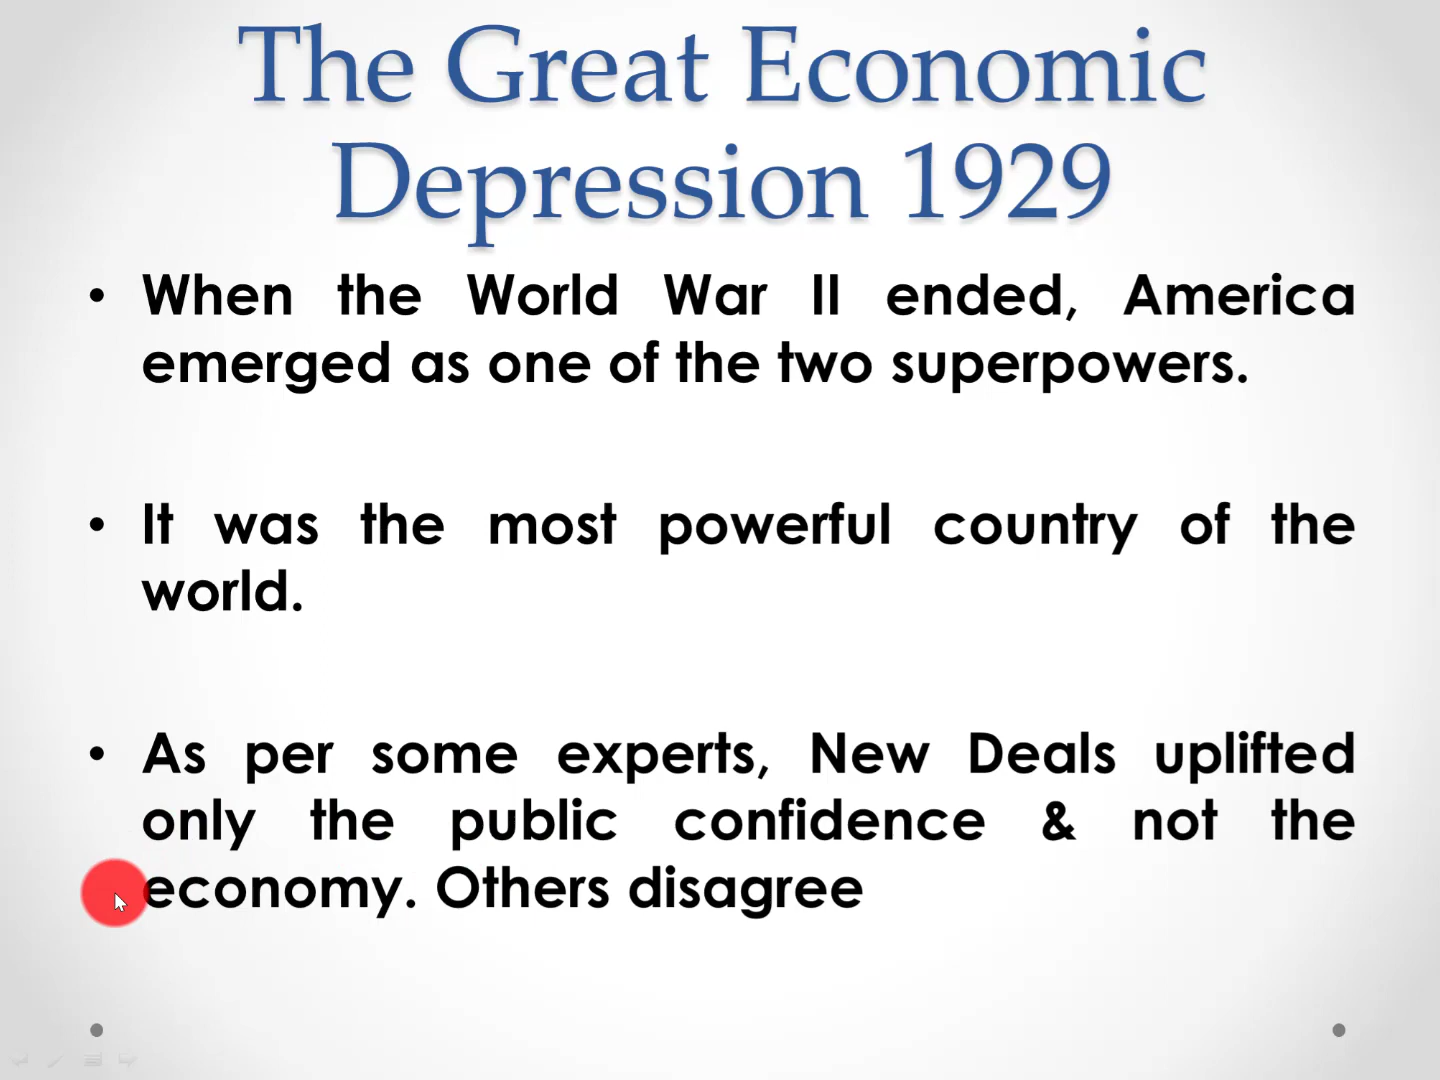 The Great Economic
Depression 1929
• When the World War II ended, America
emerged as one of the two superpowers.
• It was the most powerful country of the
world.
• As per some experts, New Deals uplifted
only the public confidence & not the
economy. Others disagree